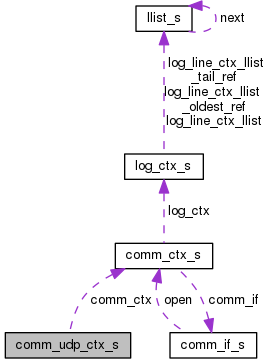 llist_s
next
log_line_ctx_llist
_tail_ref
log_line_ctx_llist
_oldest_ref
log_line_ctx_llist
log_ctx_s
log_ctx
comm_ctx_s
comm_ctx
open
comm_if
comm_udp_ctx_s
comm_if_s